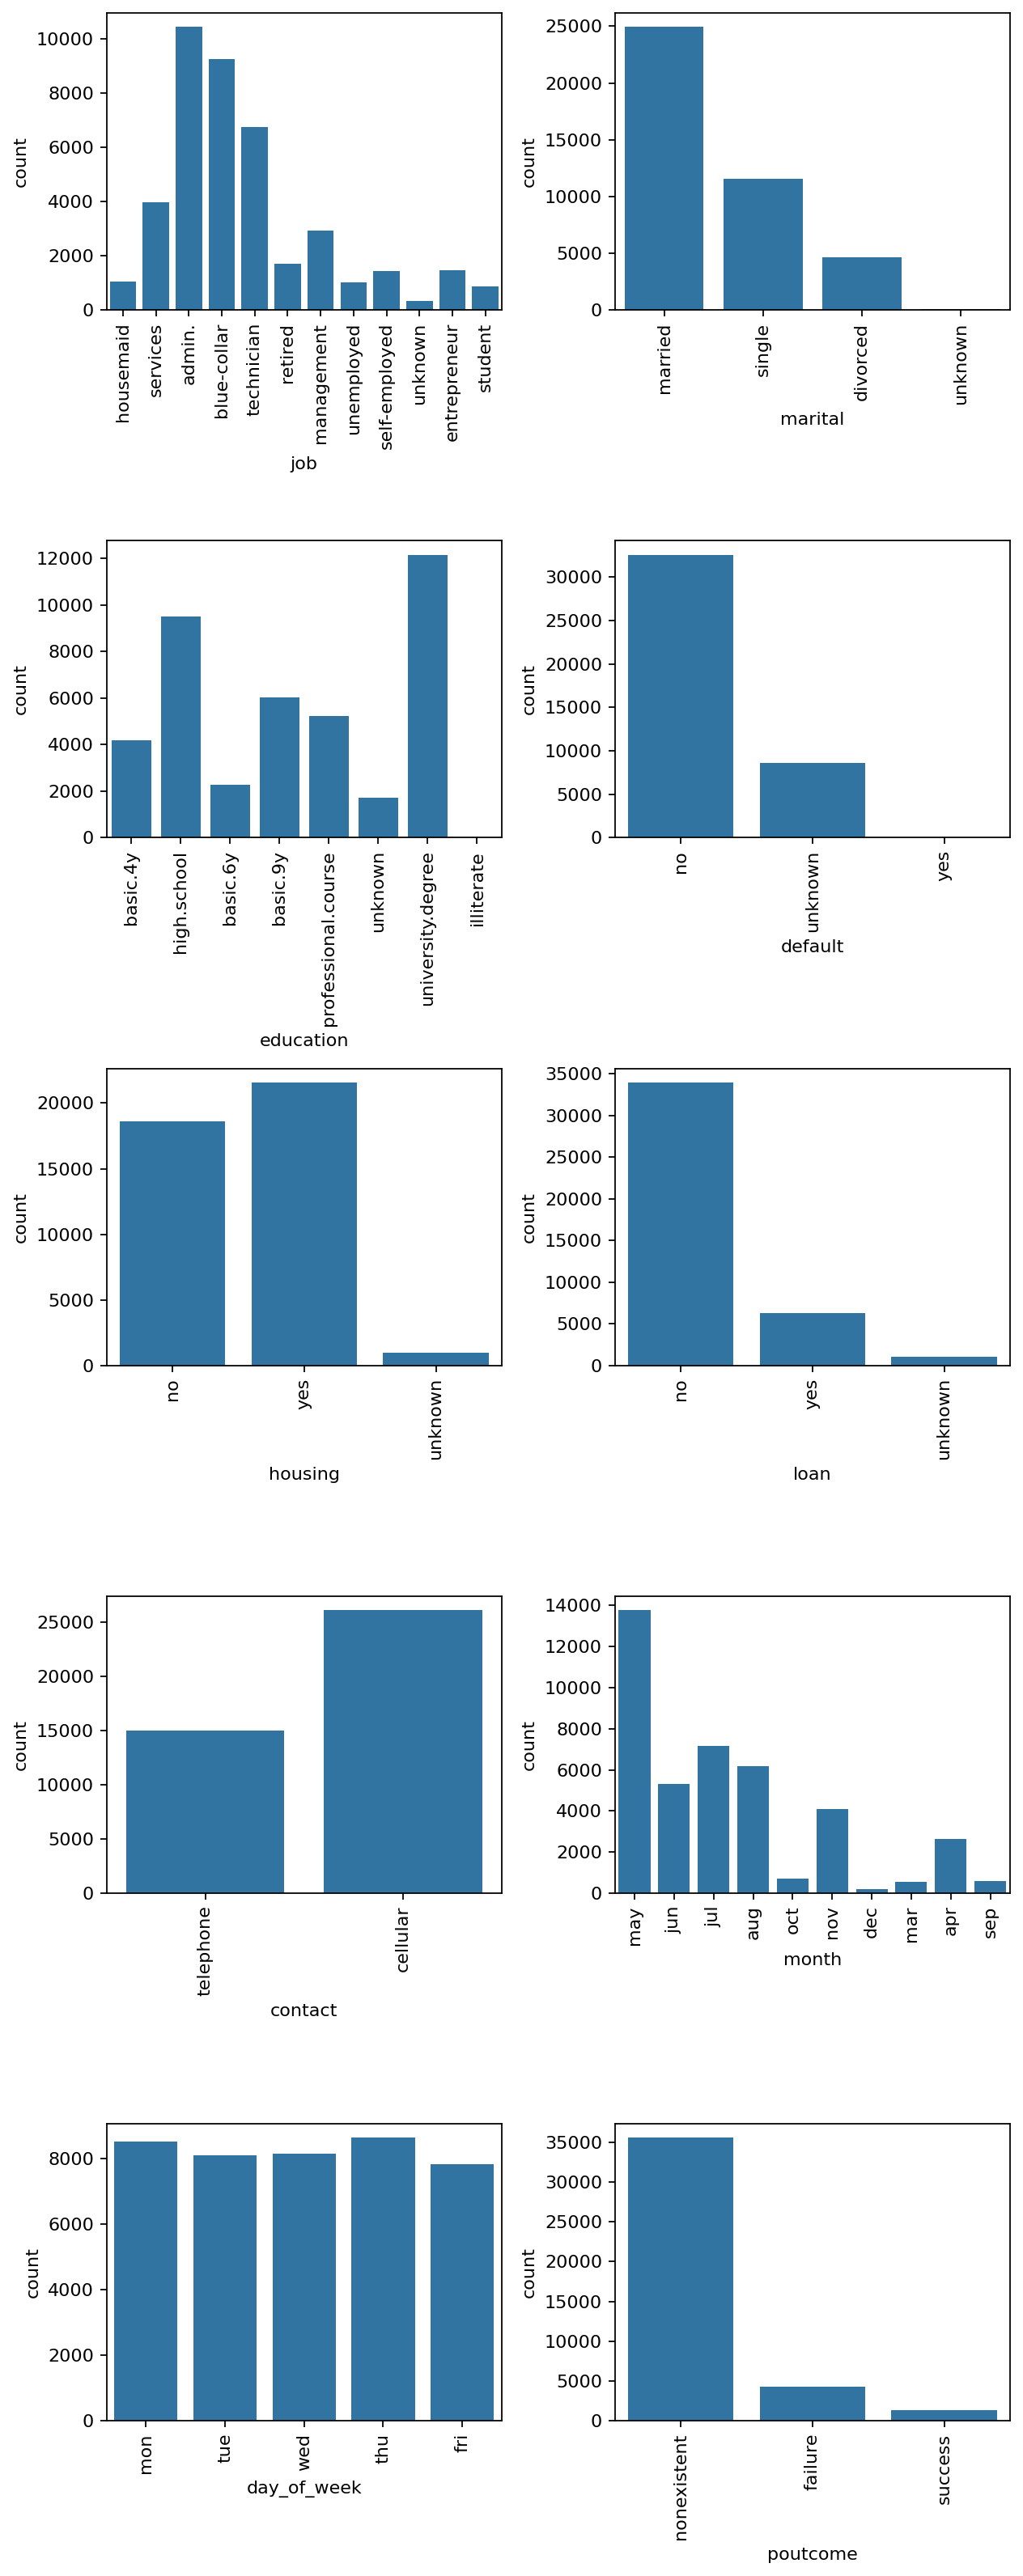 10000
8000
6000
4000
2000
0
count
housemaid
services
admin.
blue-collar
technician
retired
management
unemployed
self-employed
unknown
entrepreneur
student
job
25000
20000
15000
10000
5000
0
count
married
single
divorced
unknown
marital
12000
10000
8000
6000
4000
2000
0
count
basic.4y
high.school
basic.6y
basic.9y
professional.course
unknown
university.degree
illiterate
education
30000
25000
20000
15000
10000
5000
0
count
no
unknown
yes
default
20000
15000
10000
5000
0
count
no
yes
unknown
housing
35000
30000
25000
20000
15000
10000
5000
0
count
no
yes
unknown
loan
25000
20000
15000
10000
5000
0
count
telephone
cellular
contact
14000
12000
10000
8000
6000
4000
2000
0
count
may
jun
jul
aug
oct
nov
dec
mar
apr
sep
month
8000
6000
4000
2000
0
count
mon
tue
wed
thu
fri
day_of_week
35000
30000
25000
20000
15000
10000
5000
0
count
nonexistent
failure
success
poutcome